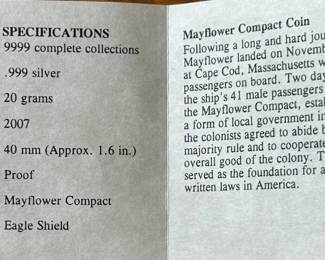 SPECIFICATIONS
9999 complete collections
.999 silver
20 grams
2007
40 mm (Approx. 1.6 in.)
Proof
Mayflower Compact
Eagle Shield
Mayflower Compact Coin
Following a long and hard jou
Mayflower landed on Novemb
at Cape Cod, Massachusetts w
passengers on board. Two day
the ship's 41 male passengers
the Mayflower Compact, estal
a form of local government in
the colonists agreed to abide b
majority rule and to cooperate
overall good of the colony. T
served as the foundation for a
written laws in America.